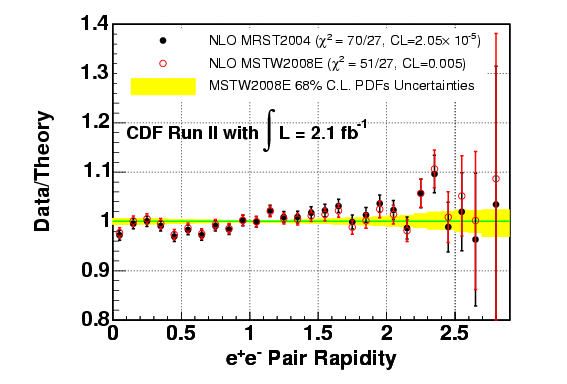 1.4
NLO MRST2004 (χ² = 70/27, CL=2.05× 10⁻⁵)
NLO MSTW2008E (χ² = 51/27, CL=0.005)
MSTW2008E 68% C.L. PDFs Uncertainties
1.3
1.2
CDF Run II with ∫ L = 2.1 fb⁻¹
Data/Theory
1.1
1
0.9
0.8
0 0.5 1 1.5 2 2.5
e⁺e⁻ Pair Rapidity